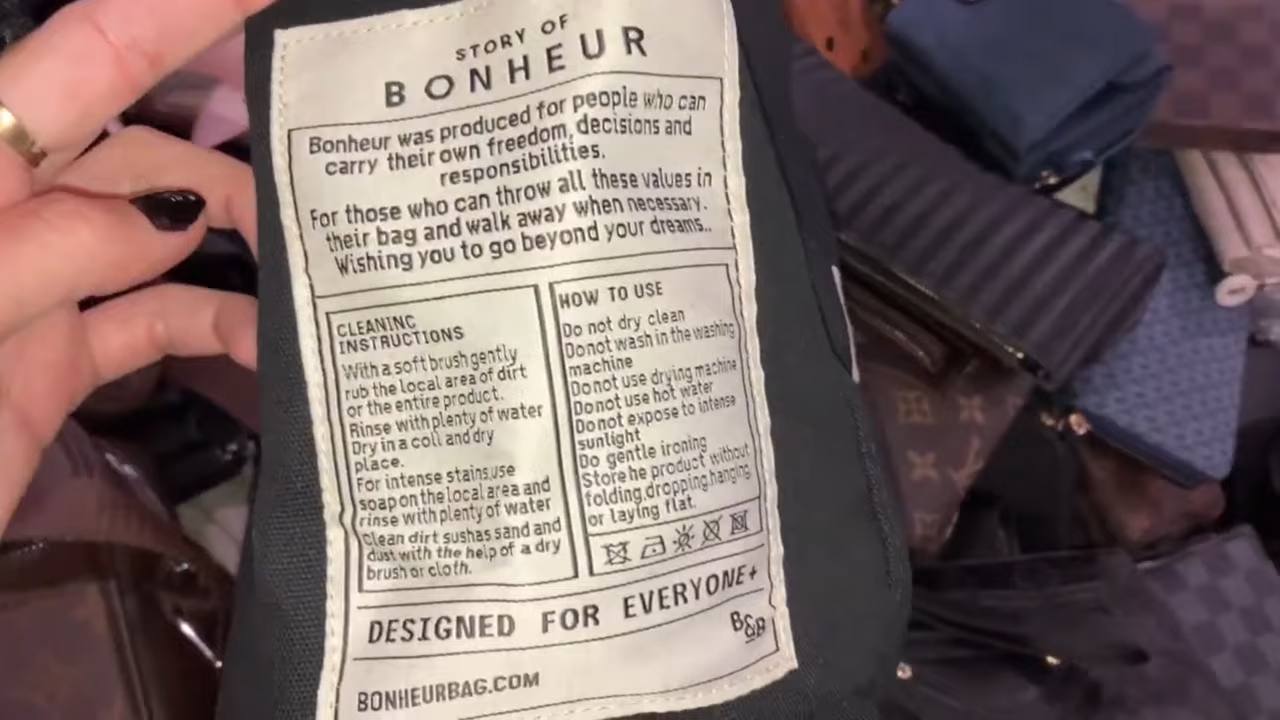 STORY OF
BONHEUR
Bonheur was produced for people who can
carry their own freedom, decisions and
responsibilities.
For those who can throw all these values in
their bag and walk away when necessary.
Wishing you to go beyond your dreams..
CLEANING
INSTRUCTIONS
With a soft brush gently
rub the local area of dirt
or the entire product.
Rinse with plenty of water
Dry in a coll and dry
place.
For intense stains,use
soap on the local area and
rinse with plenty of water
Clean dirt sushas sand and
dust with the help of a dry
brush or cloth.
HOW TO USE
Do not dry clean
Donot wash in the washing
machine
Donot use drying machine
Donot use hot water
Donot expose to intense
sunlight
Do gentle ironing
Store he product without
folding,dropping,hanging
or laying flat.
DESIGNED FOR EVERYONE+
B&B
BONHEURBAG.COM